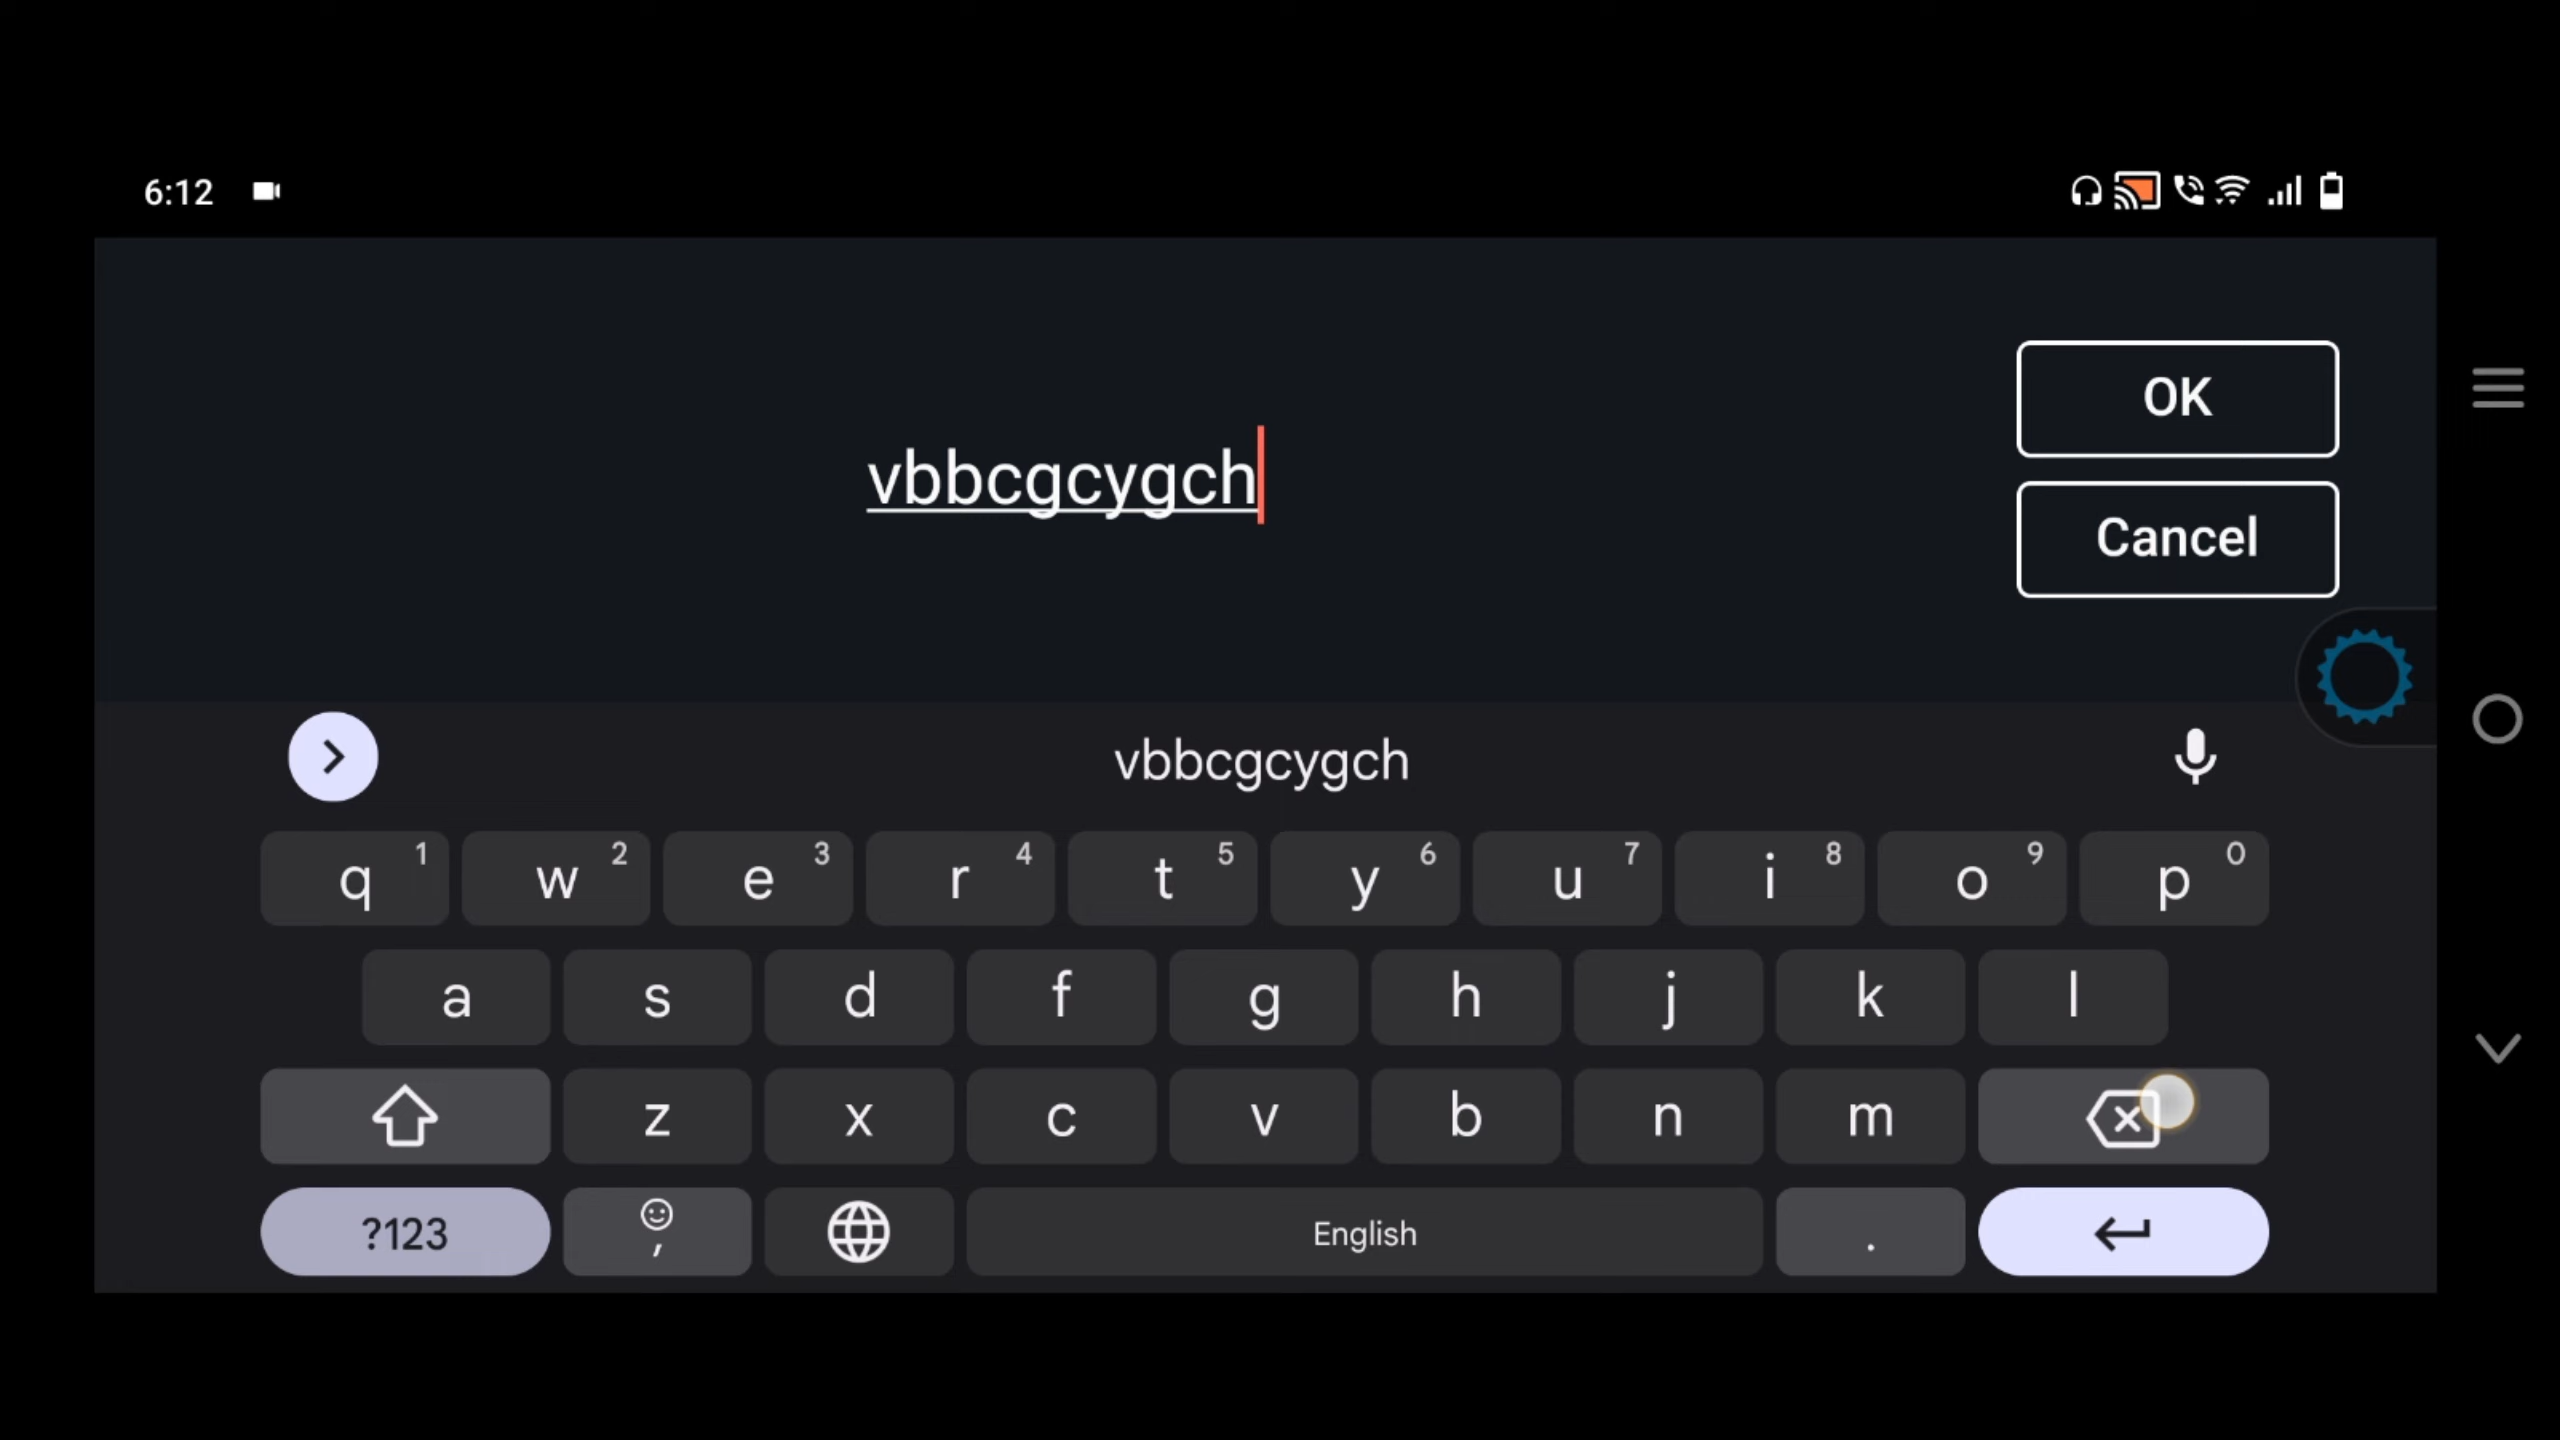 6:12
OK
vbbcgcygch
Cancel
vbbcgcygch
q 1 w 2 e 3 r 4 t 5 y 6 u 7 i 8 o 9 p 0
a s d f g h j k l
z x c v b n m
?123 , English .